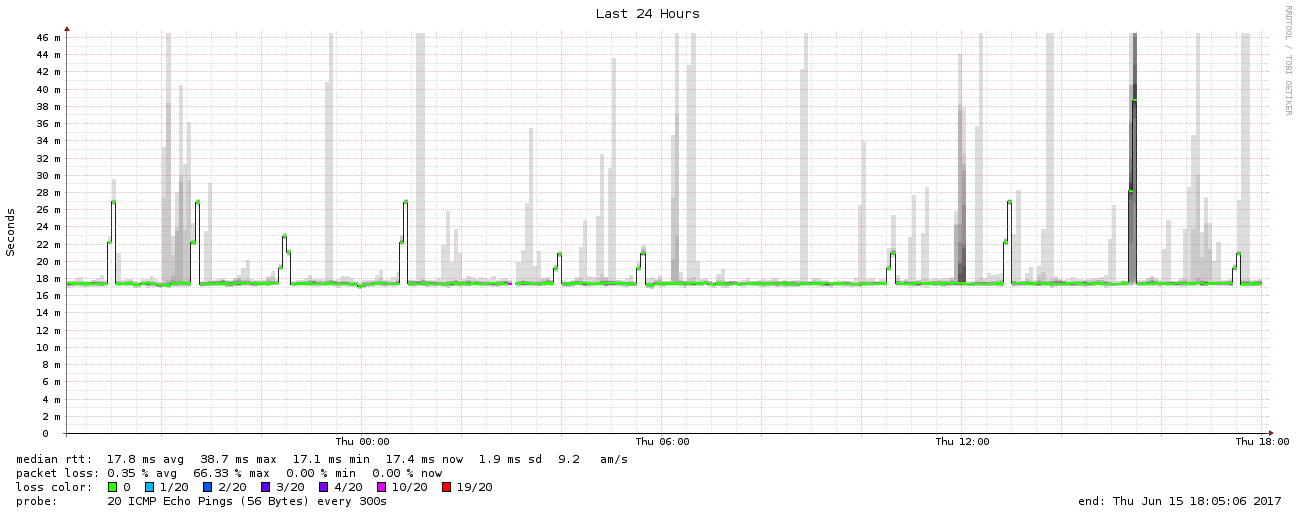 Last 24 Hours
RRDTOOL / TOBI OETIKER
Seconds
46 m
44 m
42 m
40 m
38 m
36 m
34 m
32 m
30 m
28 m
26 m
24 m
22 m
20 m
18 m
16 m
14 m
12 m
10 m
8 m
6 m
4 m
2 m
0
Thu 00:00 Thu 06:00 Thu 12:00 Thu 18:00
median rtt: 17.8 ms avg 38.7 ms max 17.1 ms min 17.4 ms now 1.9 ms sd 9.2 am/s
packet loss: 0.35 % avg 66.33 % max 0.00 % min 0.00 % now
loss color: 0 1/20 2/20 3/20 4/20 10/20 19/20
probe: 20 ICMP Echo Pings (56 Bytes) every 300s end: Thu Jun 15 18:05:06 2017